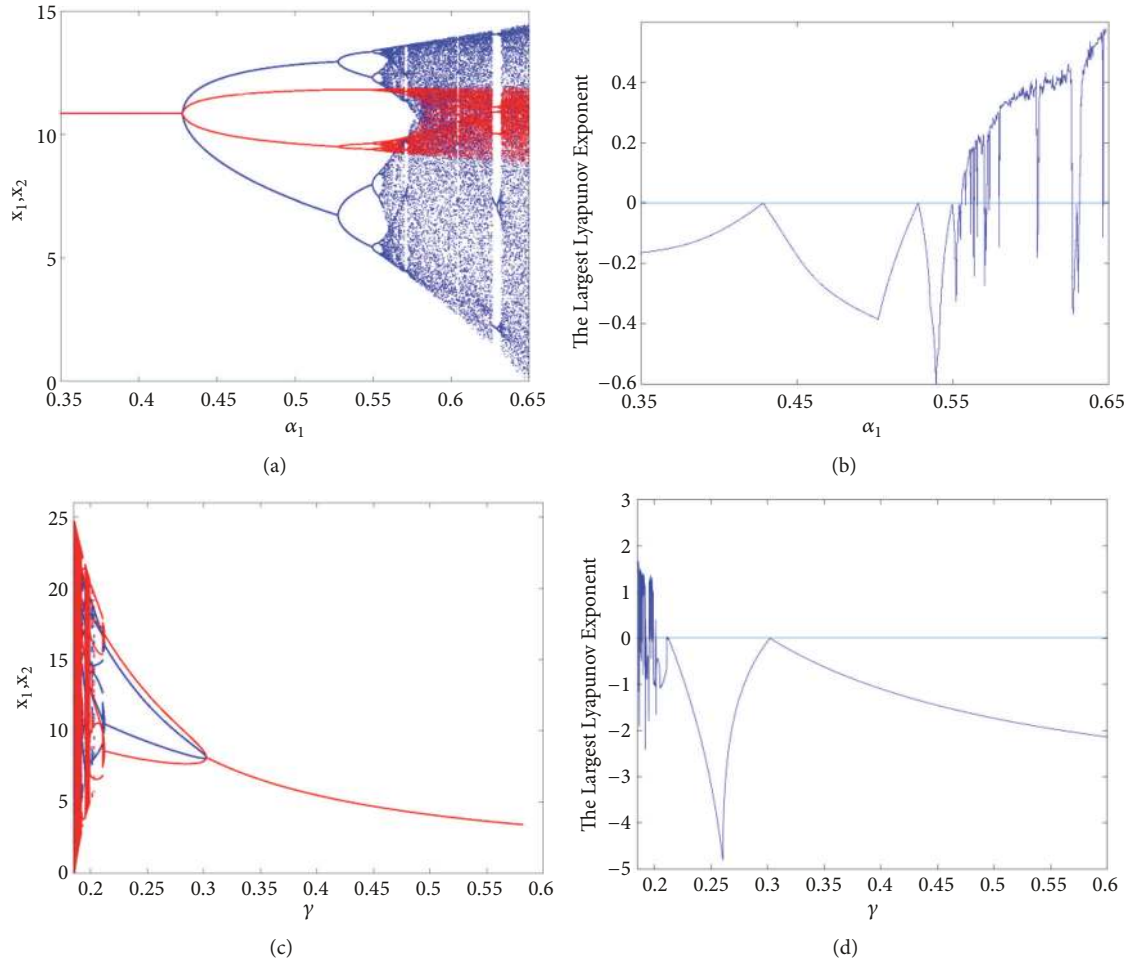 15
10
5
0
x₁,x₂
0.35 0.4 0.45 0.5 0.55 0.6 0.65
α₁
(a)
0.4
0.2
0
−0.2
−0.4
−0.6
The Largest Lyapunov Exponent
0.35 0.45 0.55 0.65
α₁
(b)
25
20
15
10
5
0
x₁,x₂
0.2 0.25 0.3 0.35 0.4 0.45 0.5 0.55 0.6
γ
(c)
3
2
1
0
−1
−2
−3
−4
−5
The Largest Lyapunov Exponent
0.2 0.25 0.3 0.35 0.4 0.45 0.5 0.55 0.6
γ
(d)